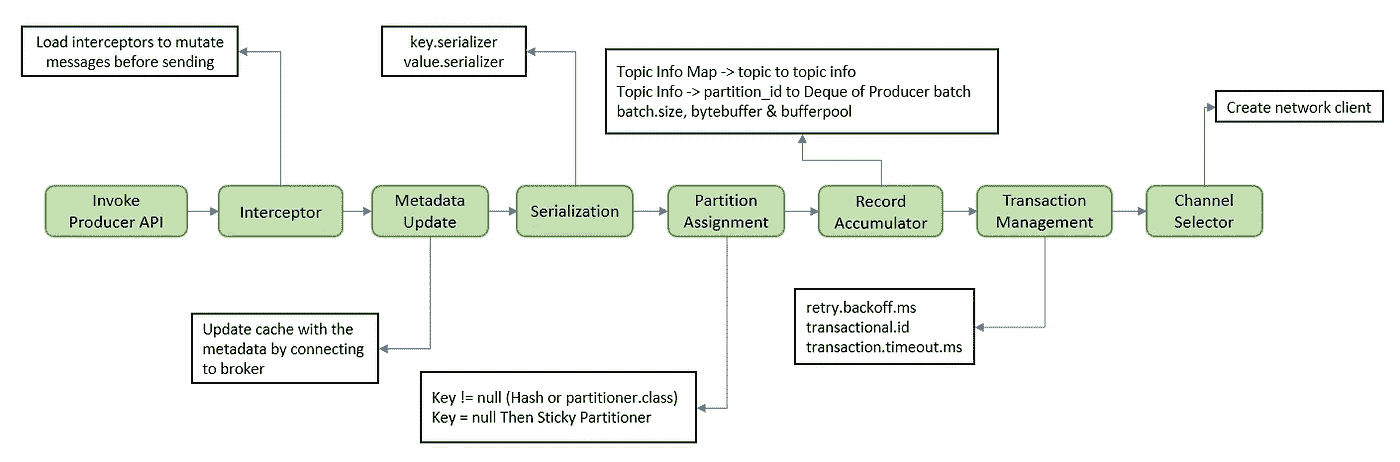 Load interceptors to mutate
messages before sending
key.serializer
value.serializer
Topic Info Map -> topic to topic info
Topic Info -> partition_id to Deque of Producer batch
batch.size, bytebuffer & bufferpool
Create network client
Invoke
Producer API
Interceptor
Metadata
Update
Serialization
Partition
Assignment
Record
Accumulator
Transaction
Management
Channel
Selector
Update cache with the
metadata by connecting
to broker
Key != null (Hash or partitioner.class)
Key = null Then Sticky Partitioner
retry.backoff.ms
transactional.id
transaction.timeout.ms